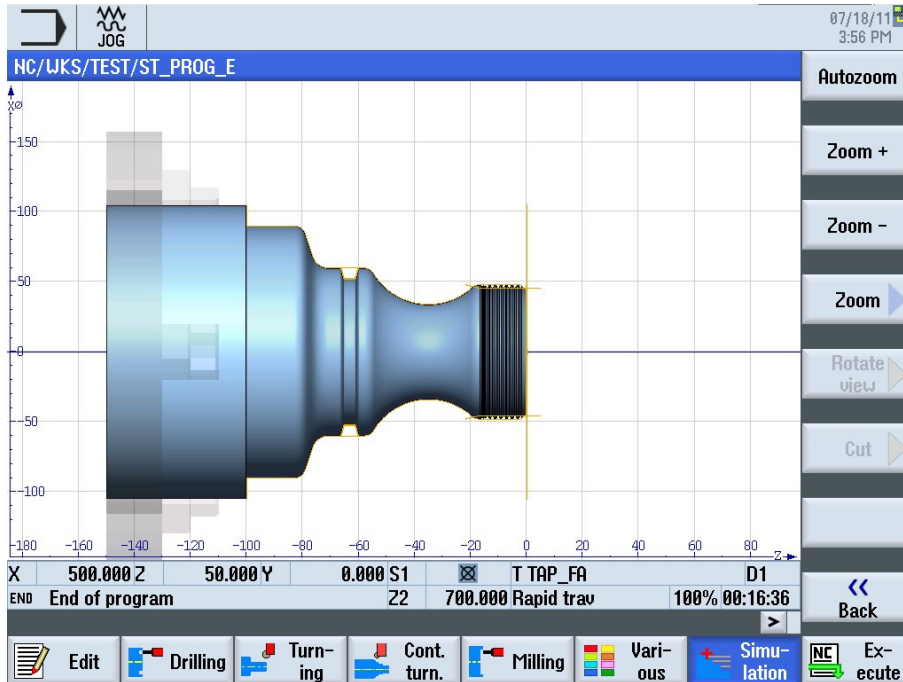 JOG
07/18/11
3:56 PM
NC/WKS/TEST/ST_PROG_E
Autozoom
Zoom +
Zoom -
Zoom
Rotate
view
Cut
<<
Back
XØ
150
100
50
0
-50
-100
-180 -160 -140 -120 -100 -80 -60 -40 -20 0 20 40 60 80 Z
X 500.000 Z 50.000 Y 0.000 S1 T TAP_FA D1
END End of program Z2 700.000 Rapid trav 100% 00:16:36
>
Edit
Drilling
Turn-
ing
Cont.
turn.
Milling
Vari-
ous
Simu-
lation
NC
Ex-
ecute